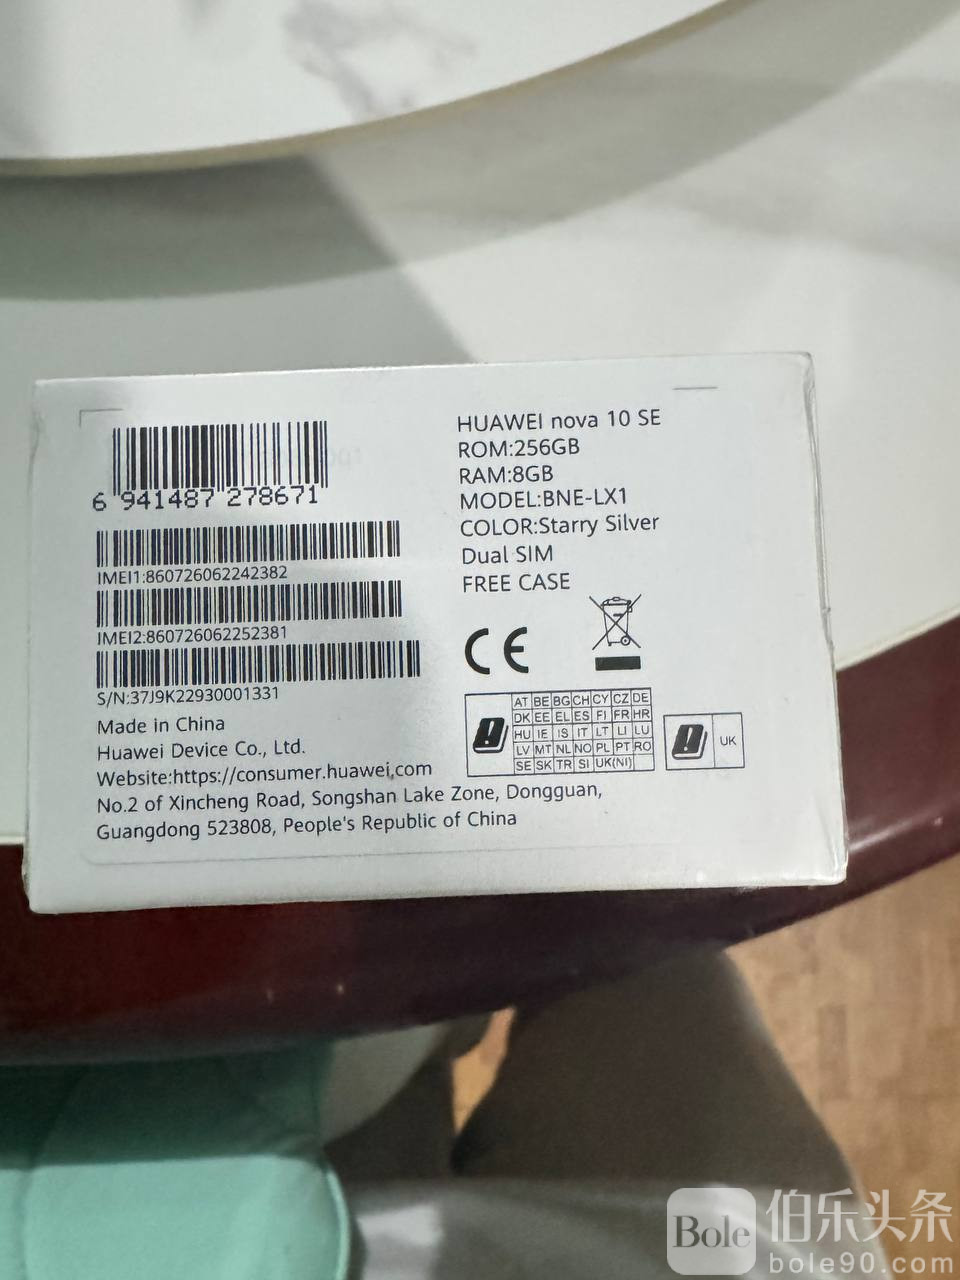 6 941487 278671
IMEI1:860726062242382
IMEI2:860726062252381
S/N:37J9K22930001331
Made in China
Huawei Device Co., Ltd.
Website:https://consumer.huawei.com
No.2 of Xincheng Road, Songshan Lake Zone, Dongguan,
Guangdong 523808, People's Republic of China
HUAWEI nova 10 SE
ROM:256GB
RAM:8GB
MODEL:BNE-LX1
COLOR:Starry Silver
Dual SIM
FREE CASE
CE
AT BE BG CH CY CZ DE
DK EE EL ES FI FR HR
HU IE IS IT LT LI LU
LV MT NL NO PL PT RO
SE SK TR SI UK(NI)
UK
Bole 伯乐头条
bole90.com